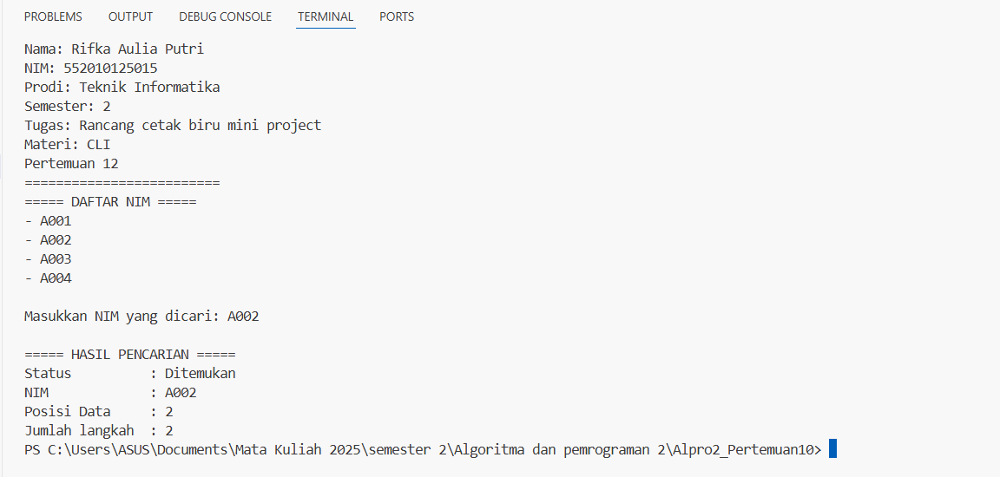 PROBLEMS OUTPUT DEBUG CONSOLE TERMINAL PORTS
Nama: Rifka Aulia Putri
NIM: 552010125015
Prodi: Teknik Informatika
Semester: 2
Tugas: Rancang cetak biru mini project
Materi: CLI
Pertemuan 12
=========================
===== DAFTAR NIM =====
- A001
- A002
- A003
- A004
Masukkan NIM yang dicari: A002
===== HASIL PENCARIAN =====
Status          : Ditemukan
NIM             : A002
Posisi Data     : 2
Jumlah langkah  : 2
PS C:\Users\ASUS\Documents\Mata Kuliah 2025\semester 2\Algoritma dan pemrograman 2\Alpro2_Pertemuan10>